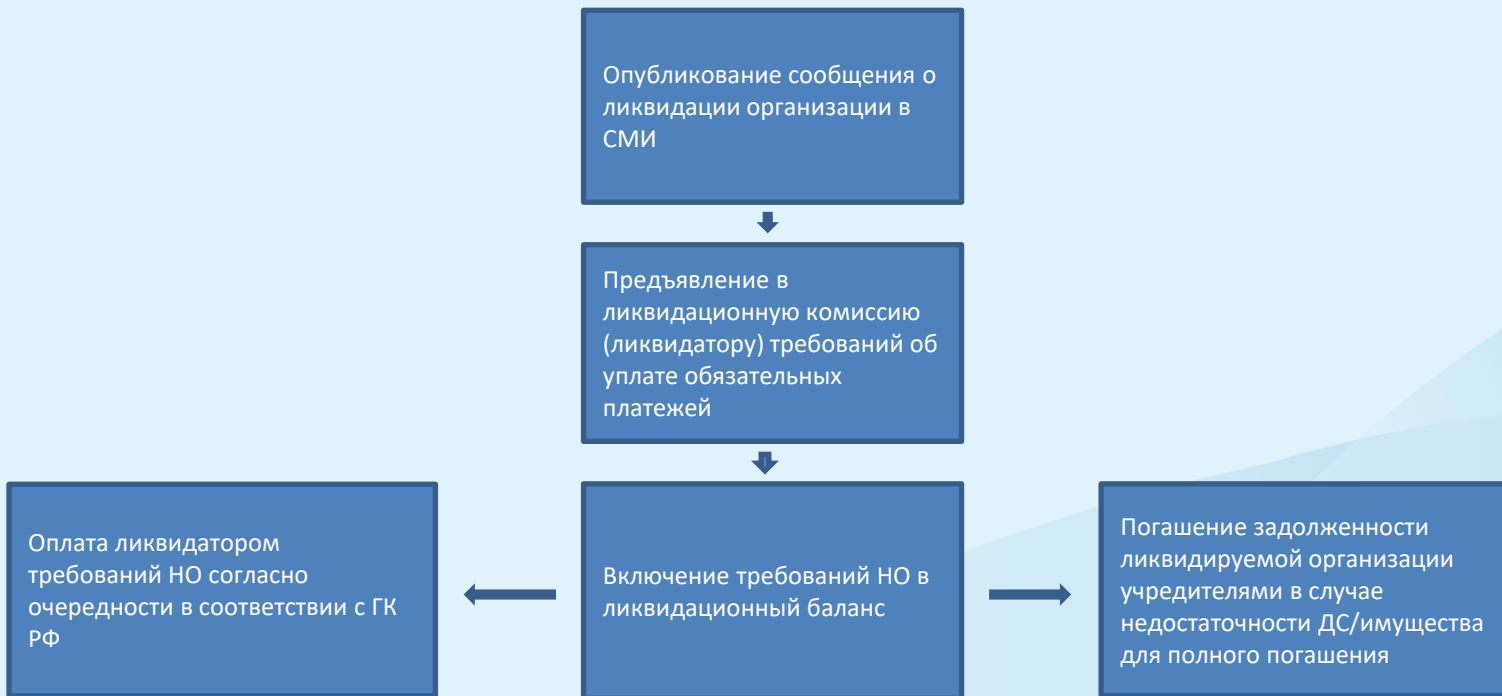 Опубликование сообщения о
ликвидации организации в
СМИ
Предъявление в
ликвидационную комиссию
(ликвидатору) требований об
уплате обязательных
платежей
Оплата ликвидатором
требований НО согласно
очередности в соответствии с ГК
РФ
Включение требований НО в
ликвидационный баланс
Погашение задолженности
ликвидируемой организации
учредителями в случае
недостаточности ДС/имущества
для полного погашения